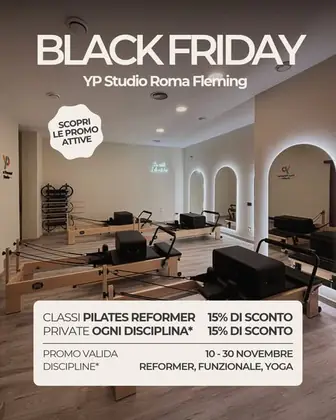 BLACK FRIDAY
YP Studio Roma Fleming
SCOPRI
LE PROMO
ATTIVE
CLASSI PILATES REFORMER 15% DI SCONTO
PRIVATE OGNI DISCIPLINA* 15% DI SCONTO
PROMO VALIDA 10 - 30 NOVEMBRE
DISCIPLINE* REFORMER, FUNZIONALE, YOGA